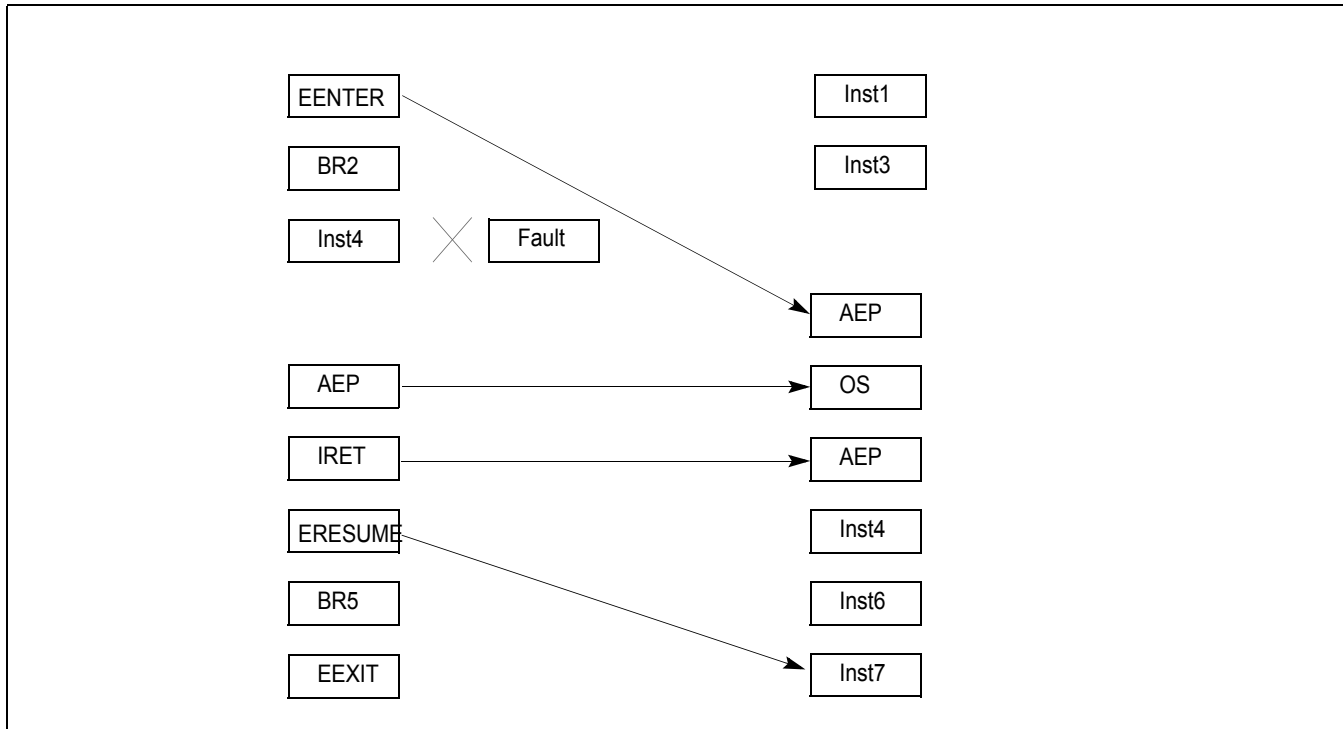 EENTER Inst1
BR2 Inst3
Inst4 Fault
AEP
AEP OS
IRET AEP
ERESUME Inst4
BR5 Inst6
EEXIT Inst7